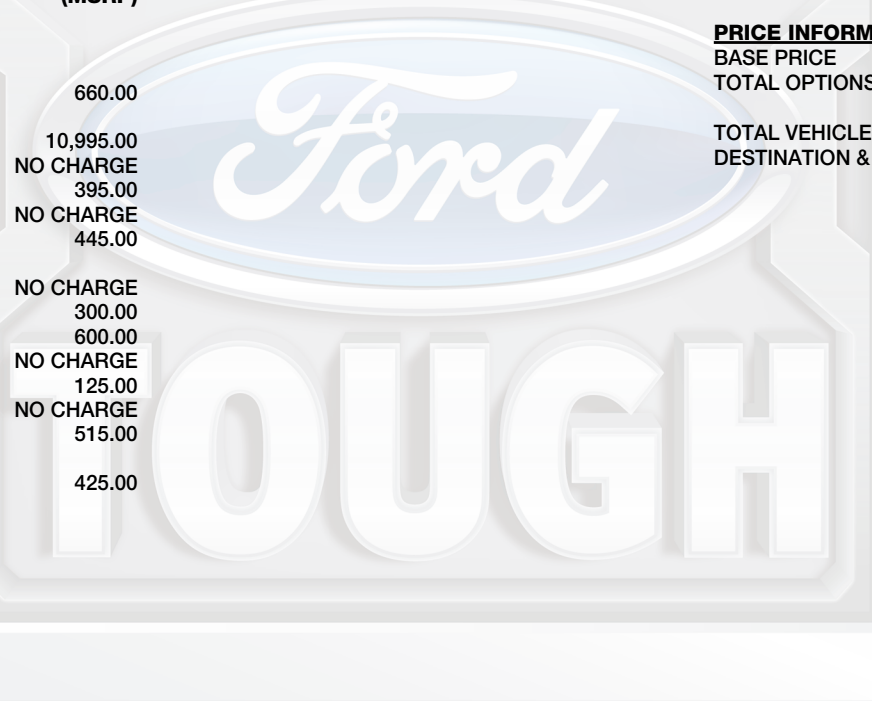 (MSRP)
660.00
10,995.00
NO CHARGE
395.00
NO CHARGE
445.00
NO CHARGE
300.00
600.00
NO CHARGE
125.00
NO CHARGE
515.00
425.00
PRICE INFORM
BASE PRICE
TOTAL OPTIONS
TOTAL VEHICLE
DESTINATION &
Ford
TOUGH